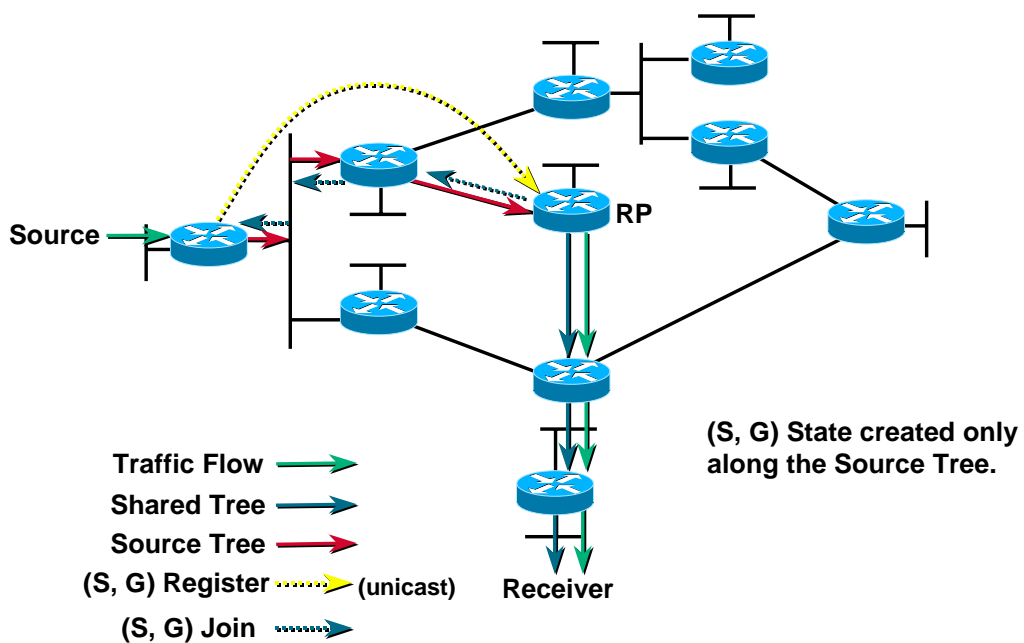 RP
Source
(S, G) State created only
along the Source Tree.
Traffic Flow
Shared Tree
Source Tree
(S, G) Register
(unicast)
(S, G) Join
Receiver